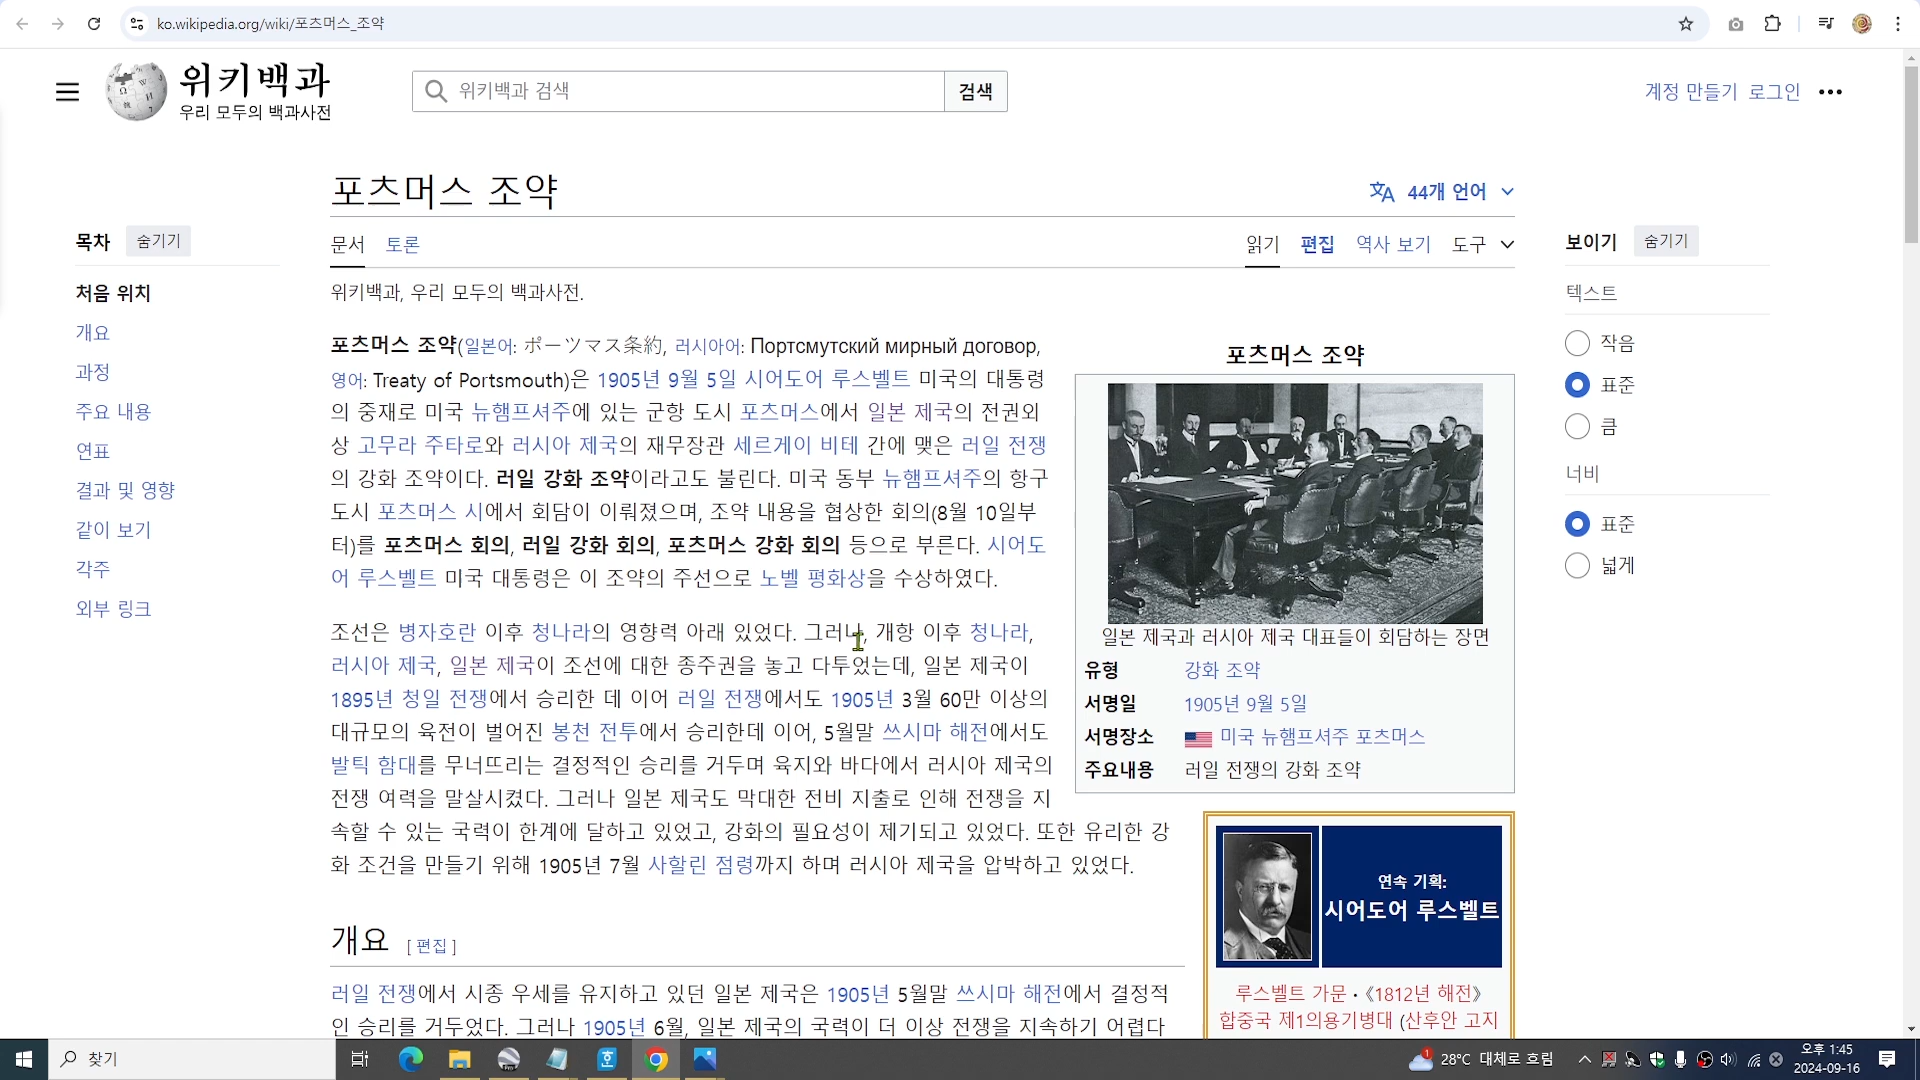 ko.wikipedia.org/wiki/포츠머스_조약
위키백과
우리 모두의 백과사전
위키백과 검색
검색
계정 만들기 로그인
포츠머스 조약
44개 언어
목차 숨기기
처음 위치
개요
과정
주요 내용
연표
결과 및 영향
같이 보기
각주
외부 링크
문서 토론
읽기 편집 역사 보기 도구
위키백과, 우리 모두의 백과사전.
포츠머스 조약(일본어: ポーツマス条約, 러시아어: Портсмутский мирный договор,
영어: Treaty of Portsmouth)은 1905년 9월 5일 시어도어 루스벨트 미국의 대통령
의 중재로 미국 뉴햄프셔주에 있는 군항 도시 포츠머스에서 일본 제국의 전권외
상 고무라 주타로와 러시아 제국의 재무장관 세르게이 비테 간에 맺은 러일 전쟁
의 강화 조약이다. 러일 강화 조약이라고도 불린다. 미국 동부 뉴햄프셔주의 항구
도시 포츠머스 시에서 회담이 이뤄졌으며, 조약 내용을 협상한 회의(8월 10일부
터)를 포츠머스 회의, 러일 강화 회의, 포츠머스 강화 회의 등으로 부른다. 시어도
어 루스벨트 미국 대통령은 이 조약의 주선으로 노벨 평화상을 수상하였다.
조선은 병자호란 이후 청나라의 영향력 아래 있었다. 그러나, 개항 이후 청나라,
러시아 제국, 일본 제국이 조선에 대한 종주권을 놓고 다투었는데, 일본 제국이
1895년 청일 전쟁에서 승리한 데 이어 러일 전쟁에서도 1905년 3월 60만 이상의
대규모의 육전이 벌어진 봉천 전투에서 승리한데 이어, 5월말 쓰시마 해전에서도
발틱 함대를 무너뜨리는 결정적인 승리를 거두며 육지와 바다에서 러시아 제국의
전쟁 여력을 말살시켰다. 그러나 일본 제국도 막대한 전비 지출로 인해 전쟁을 지
속할 수 있는 국력이 한계에 달하고 있었고, 강화의 필요성이 제기되고 있었다. 또한 유리한 강
화 조건을 만들기 위해 1905년 7월 사할린 점령까지 하며 러시아 제국을 압박하고 있었다.
개요 [ 편집 ]
러일 전쟁에서 시종 우세를 유지하고 있던 일본 제국은 1905년 5월말 쓰시마 해전에서 결정적
인 승리를 거두었다. 그러나 1905년 6월, 일본 제국의 국력이 더 이상 전쟁을 지속하기 어렵다
포츠머스 조약
일본 제국과 러시아 제국 대표들이 회담하는 장면
유형 강화 조약
서명일 1905년 9월 5일
서명장소 미국 뉴햄프셔주 포츠머스
주요내용 러일 전쟁의 강화 조약
연속 기획:
시어도어 루스벨트
루스벨트 가문 • 《1812년 해전》
합중국 제1의용기병대 (산후안 고지
보이기 숨기기
텍스트
작음
표준
큼
너비
표준
넓게
찾기
1
28°C 대체로 흐림
오후 1:45
2024-09-16